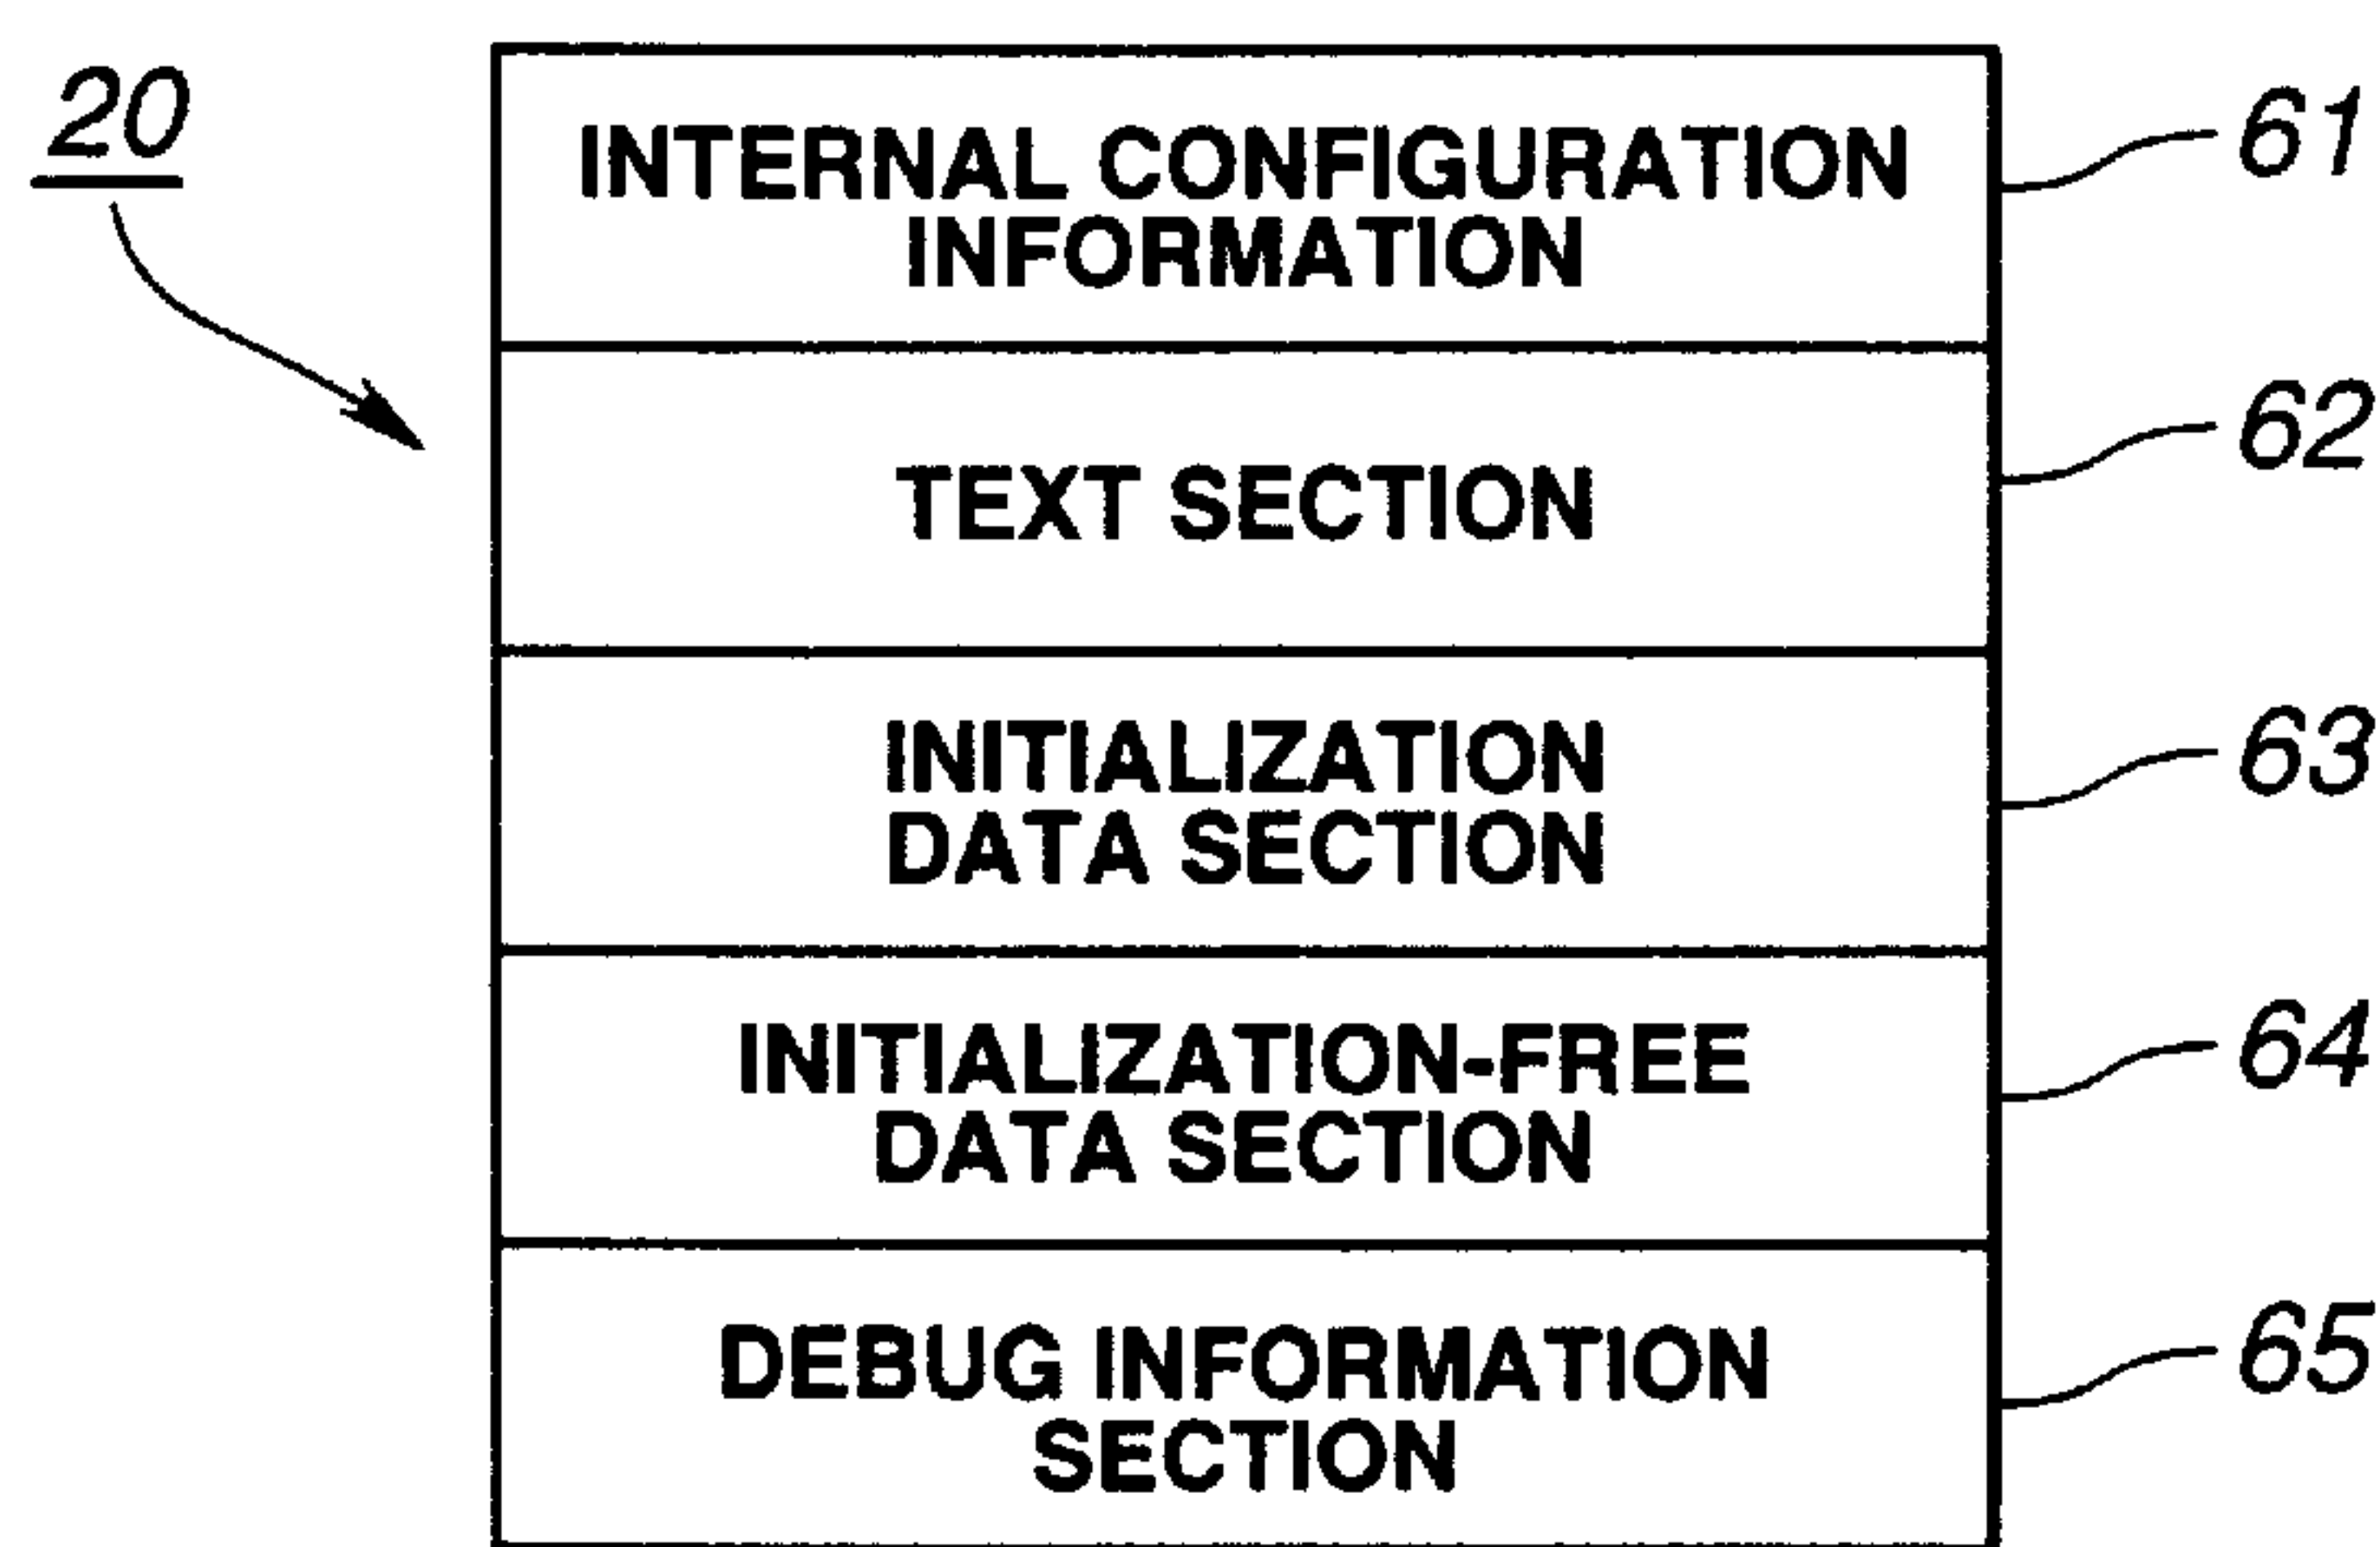 20
INTERNAL CONFIGURATION
INFORMATION
61
TEXT SECTION
62
INITIALIZATION
DATA SECTION
63
INITIALIZATION-FREE
DATA SECTION
64
DEBUG INFORMATION
SECTION
65